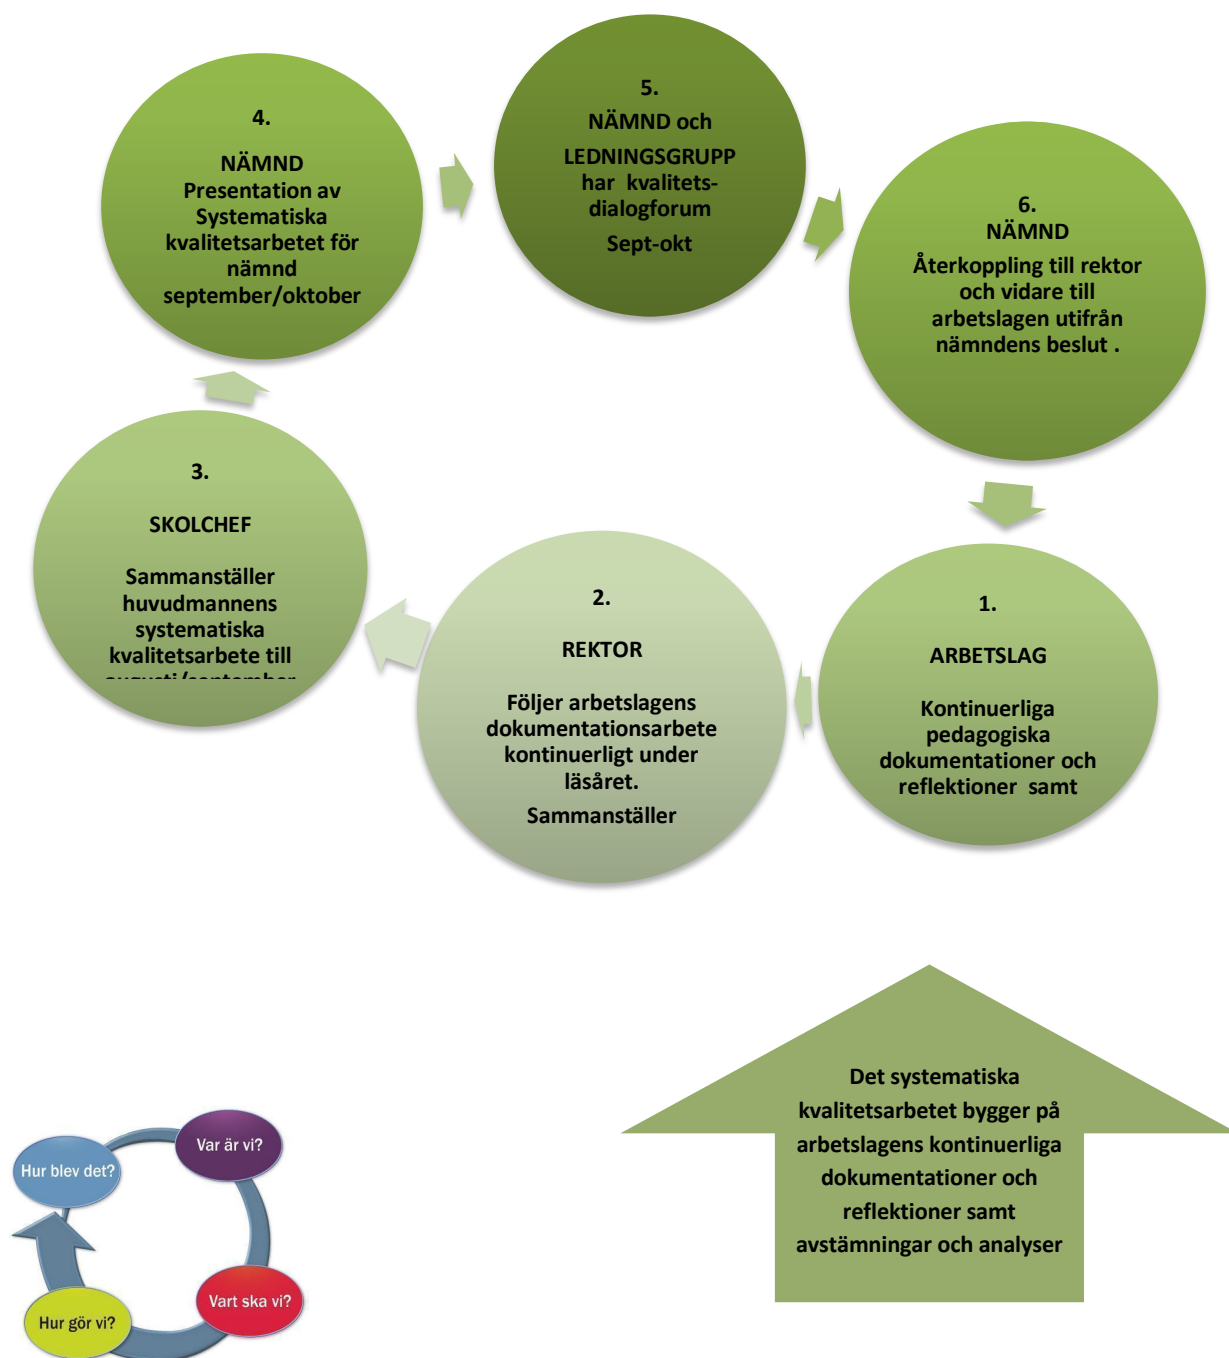 4.
NÄMND
Presentation av
Systematiska
kvalitetsarbetet för
nämnd
september/oktober
5.
NÄMND och
LEDNINGSGRUPP
har kvalitets-
dialogforum
Sept-okt
6.
NÄMND
Återkoppling till rektor
och vidare till
arbetslagen utifrån
nämndens beslut .
3.
SKOLCHEF
Sammanställer
huvudmannens
systematiska
kvalitetsarbete till
augusti/september
2.
REKTOR
Följer arbetslagens
dokumentationsarbete
kontinuerligt under
läsåret.
Sammanställer
1.
ARBETSLAG
Kontinuerliga
pedagogiska
dokumentationer och
reflektioner samt
Det systematiska
kvalitetsarbetet bygger på
arbetslagens kontinuerliga
dokumentationer och
reflektioner samt
avstämningar och analyser
Var är vi?
Hur blev det?
Vart ska vi?
Hur gör vi?